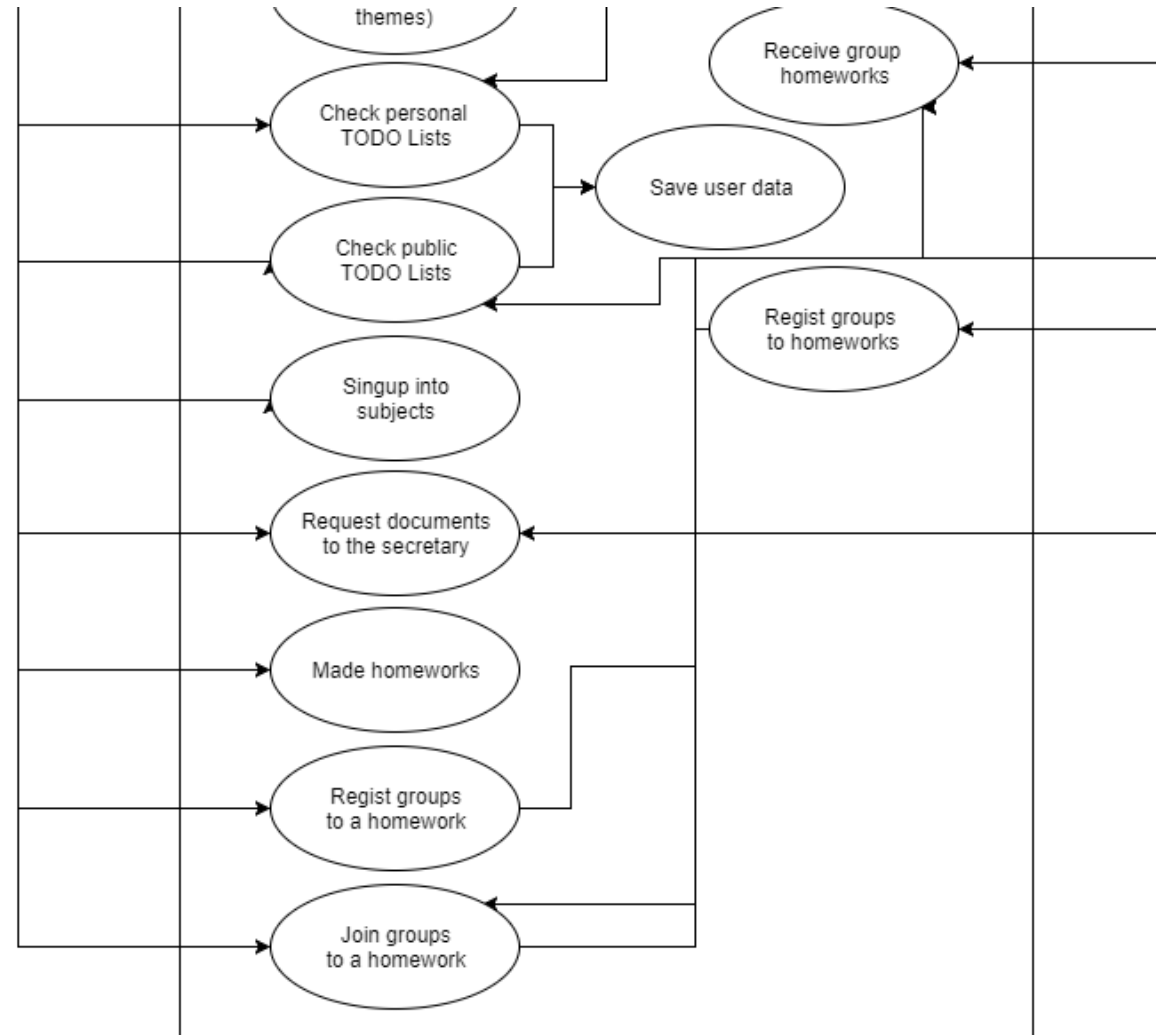 themes)
Receive group
homeworks
Check personal
TODO Lists
Save user data
Check public
TODO Lists
Regist groups
to homeworks
Singup into
subjects
Request documents
to the secretary
Made homeworks
Regist groups
to a homework
Join groups
to a homework